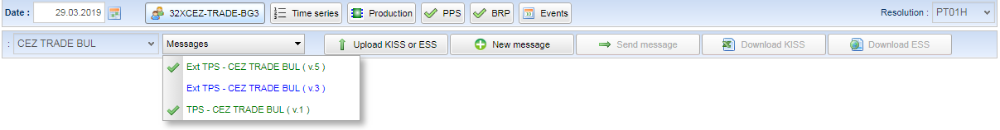 Date : 29.03.2019 32XCEZ-TRADE-BG3 Time series Production PPS BRP Events Resolution : PT01H
: CEZ TRADE BUL Messages Upload KISS or ESS New message Send message Download KISS Download ESS
Ext TPS - CEZ TRADE BUL ( v.5 )
Ext TPS - CEZ TRADE BUL ( v.3 )
TPS - CEZ TRADE BUL ( v.1 )